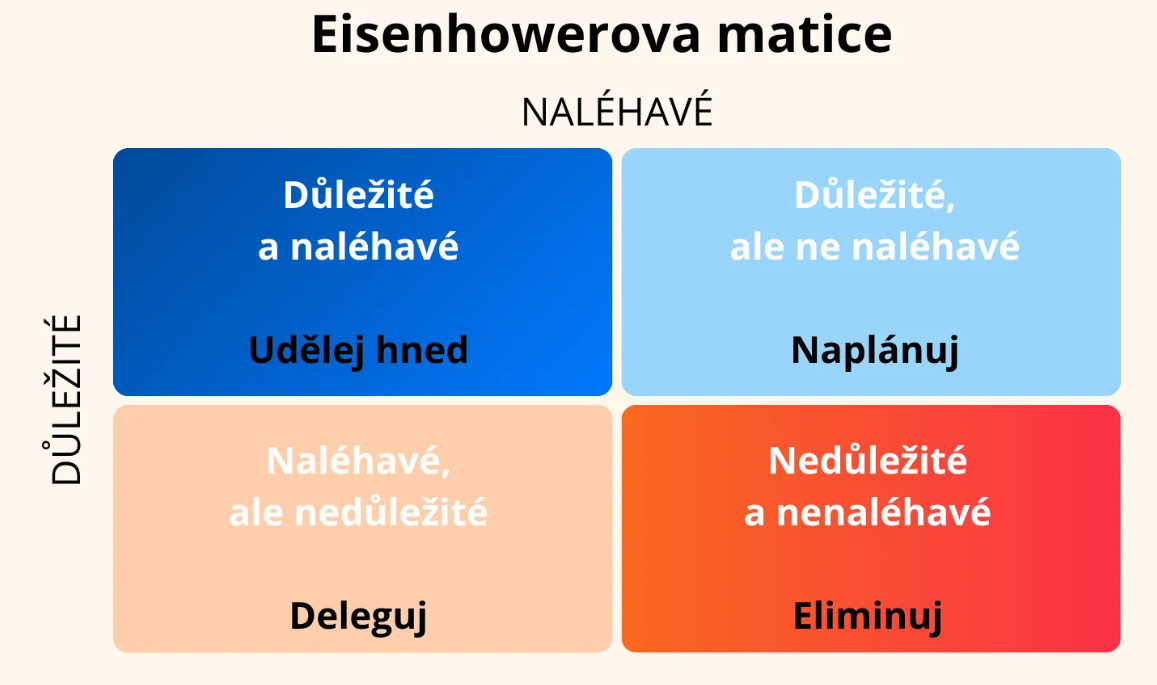 Eisenhowerova matice
NALÉHAVÉ
DŮLEŽITÉ
Důležité
a naléhavé
Udělej hned
Důležité,
ale ne naléhavé
Naplánuj
Naléhavé,
ale nedůležité
Deleguj
Nedůležité
a nenaléhavé
Eliminuj